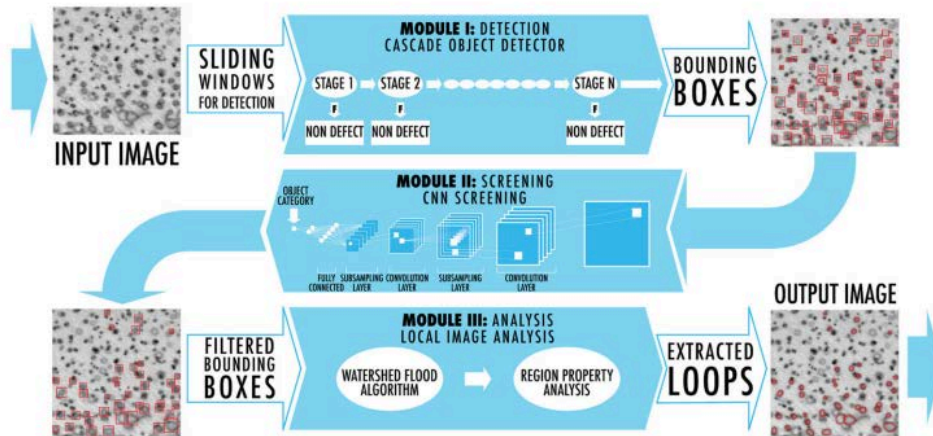 INPUT IMAGE
SLIDING
WINDOWS
FOR DETECTION
MODULE I: DETECTION
CASCADE OBJECT DETECTOR
STAGE 1
STAGE 2
STAGE N
F
F
F
NON DEFECT
NON DEFECT
NON DEFECT
BOUNDING
BOXES
MODULE II: SCREENING
CNN SCREENING
OBJECT
CATEGORY
FULLY
CONNECTED
SUBSAMPLING
LAYER
CONVOLUTION
LAYER
SUBSAMPLING
LAYER
CONVOLUTION
LAYER
FILTERED
BOUNDING
BOXES
MODULE III: ANALYSIS
LOCAL IMAGE ANALYSIS
WATERSHED FLOOD
ALGORITHM
REGION PROPERTY
ANALYSIS
EXTRACTED
LOOPS
OUTPUT IMAGE